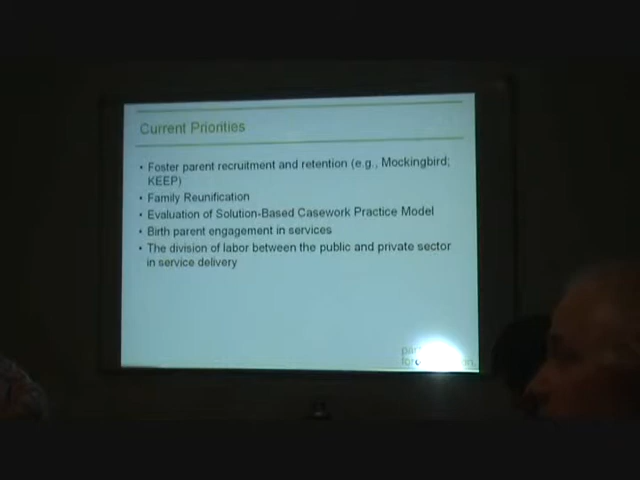 Current Priorities
• Foster parent recruitment and retention (e.g., Mockingbird;
KEEP)
• Family Reunification
• Evaluation of Solution-Based Casework Practice Model
• Birth parent engagement in services
• The division of labor between the public and private sector
in service delivery